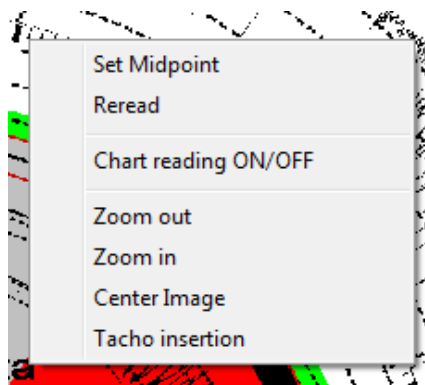 Set Midpoint
Reread
Chart reading ON/OFF
Zoom out
Zoom in
Center Image
Tacho insertion
a